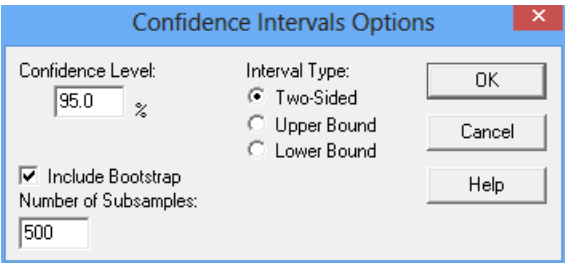 Confidence Intervals Options
Confidence Level:
95.0 %
Interval Type:
Two-Sided
Upper Bound
Lower Bound
Include Bootstrap
Number of Subsamples:
500
OK
Cancel
Help